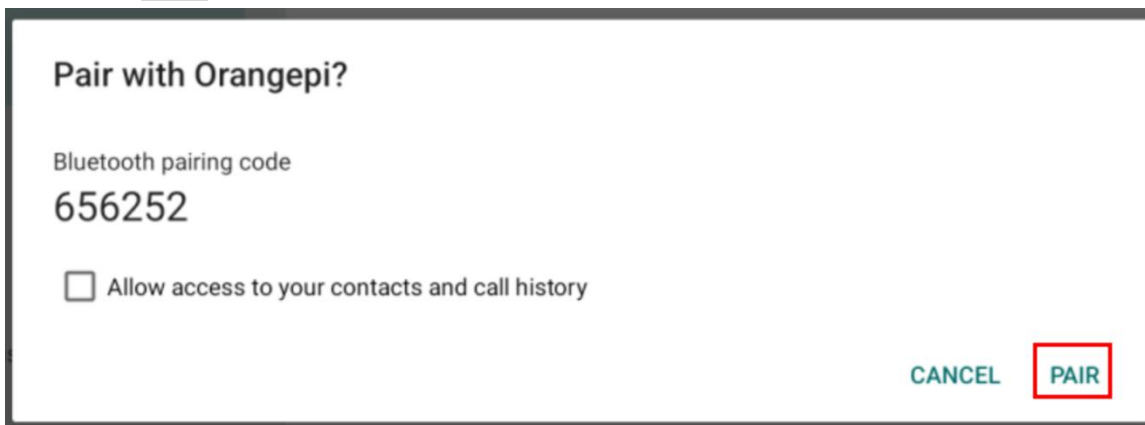 Pair with Orangepi?
Bluetooth pairing code
656252
Allow access to your contacts and call history
CANCEL PAIR